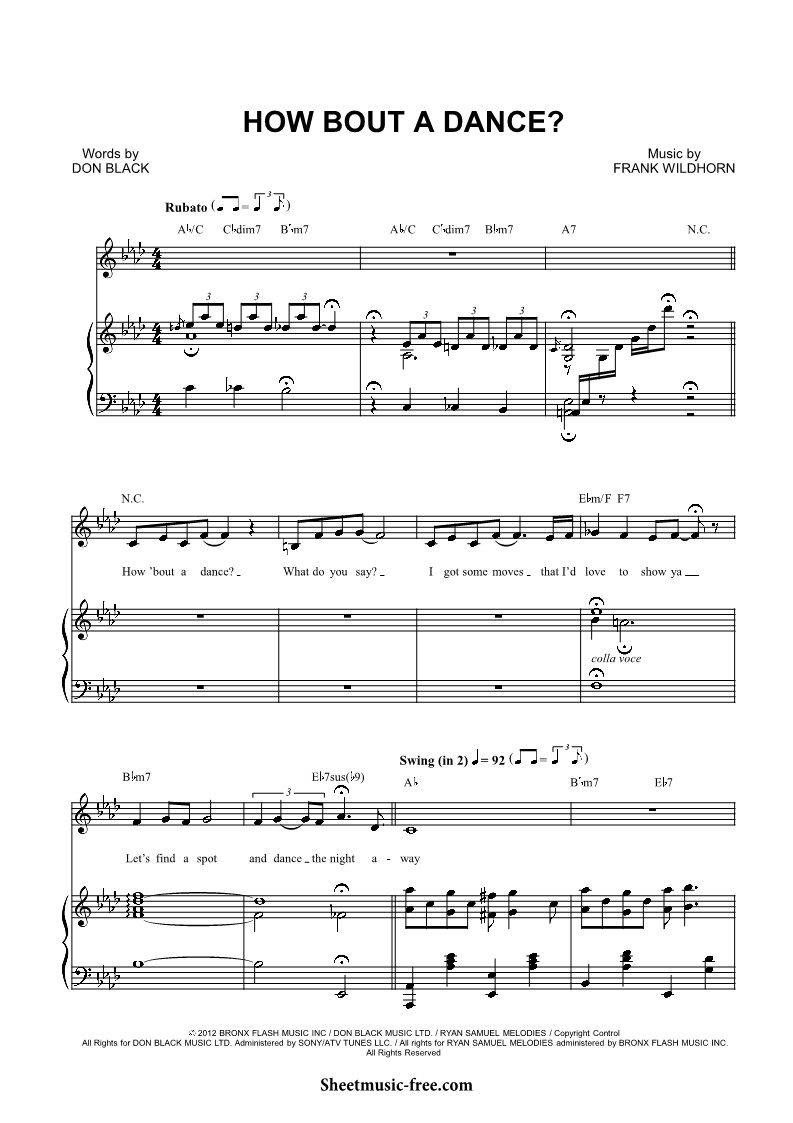 HOW BOUT A DANCE?
Words by
DON BLACK
Music by
FRANK WILDHORN
Rubato ( = 3 )
A♭/C C♭dim7 B♭m7 A♭/C C♭dim7 B♭m7 A7 N.C.
4/4
3 3 3 3 3 3
N.C. E♭m/F F7
How 'bout a dance? What do you say? I got some moves that I'd love to show ya
colla voce
Swing (in 2) = 92 ( = 3 )
B♭m7 E♭7sus(♭9) A♭ B♭m7 E♭7
3
Let's find a spot and dance the night a - way
© 2012 BRONX FLASH MUSIC INC / DON BLACK MUSIC LTD. / RYAN SAMUEL MELODIES / Copyright Control
All Rights for DON BLACK MUSIC LTD. Administered by SONY/ATV TUNES LLC. / All rights for RYAN SAMUEL MELODIES administered by BRONX FLASH MUSIC INC.
All Rights Reserved
Sheetmusic-free.com